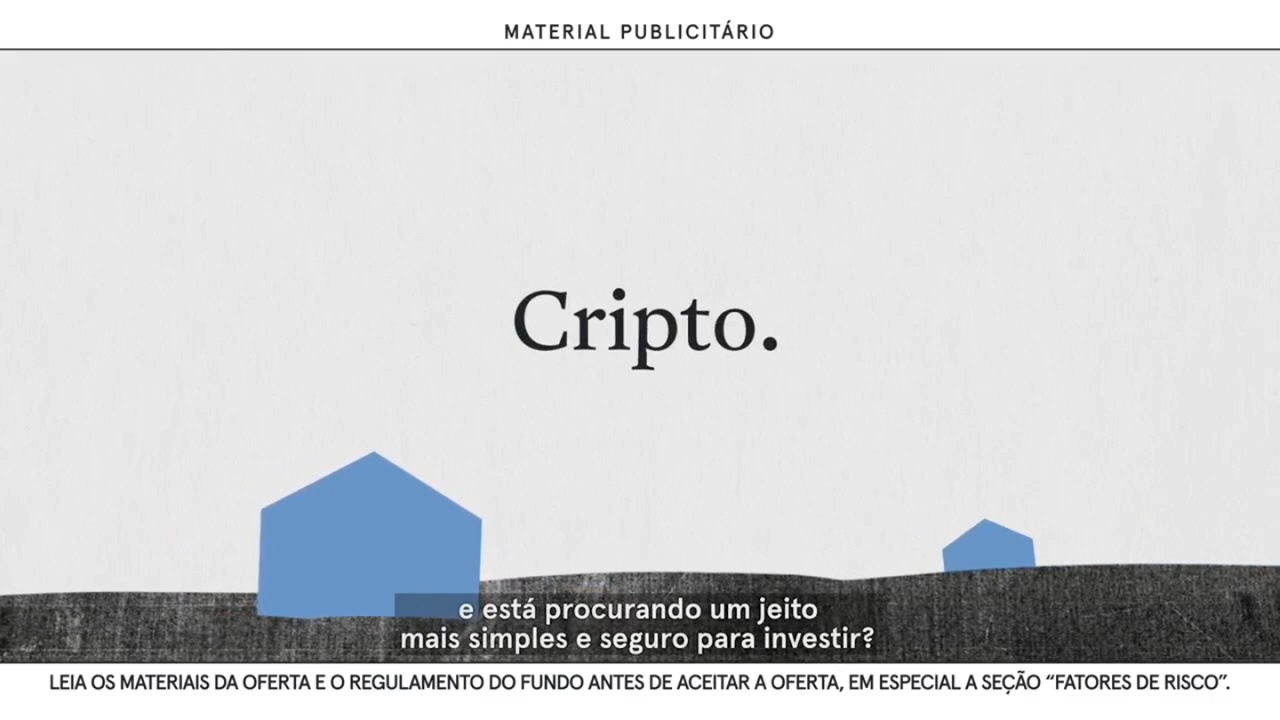 MATERIAL PUBLICITÁRIO
Cripto.
e está procurando um jeito
mais simples e seguro para investir?
LEIA OS MATERIAIS DA OFERTA E O REGULAMENTO DO FUNDO ANTES DE ACEITAR A OFERTA, EM ESPECIAL A SEÇÃO “FATORES DE RISCO”.